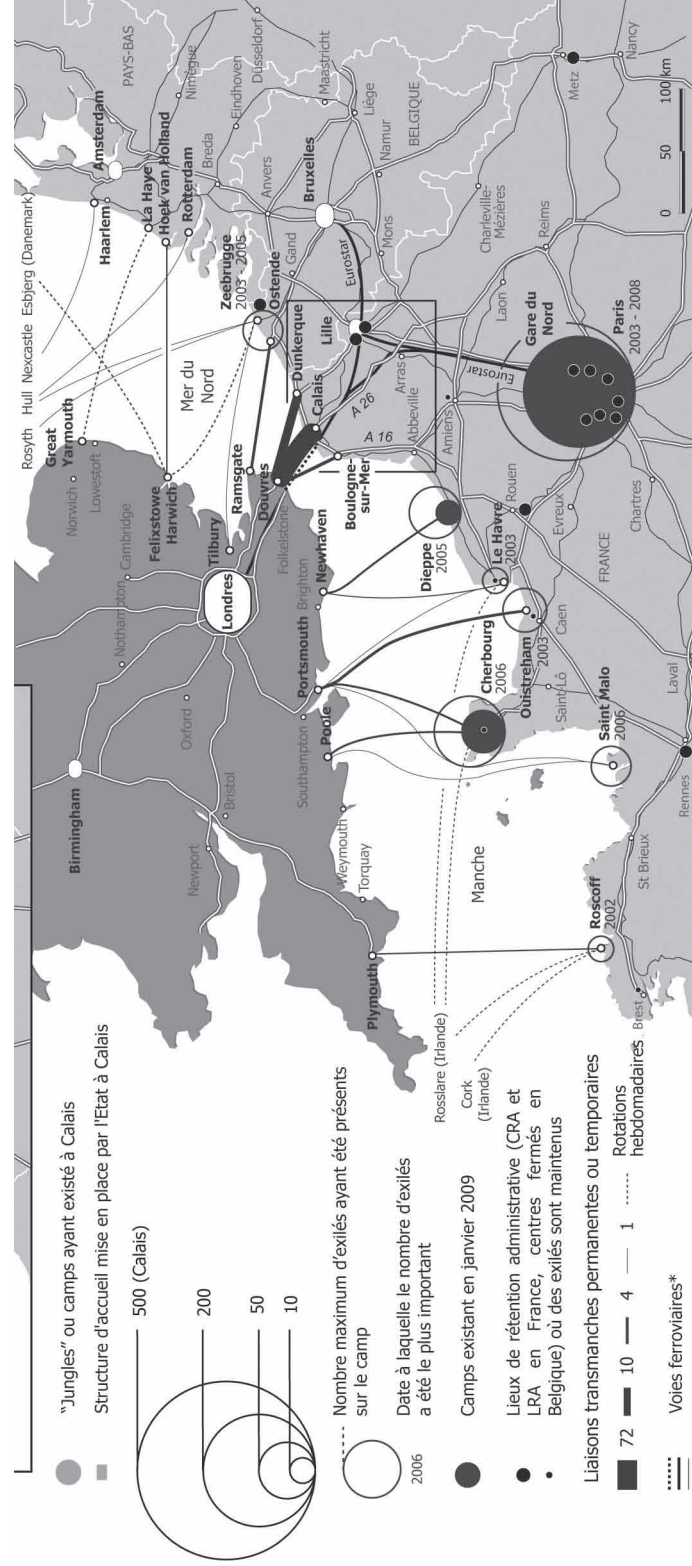 "Jungles" ou camps ayant existé à Calais
Structure d'accueil mise en place par l'Etat à Calais
500 (Calais)
200
50
10
Nombre maximum d'exilés ayant été présents
sur le camp
2006
Date à laquelle le nombre d'exilés
a été le plus important
Camps existant en janvier 2009
Lieux de rétention administrative (CRA et
LRA en France, centres fermés en
Belgique) où des exilés sont maintenus
Liaisons transmanches permanentes ou temporaires
72 10 4 1 Rotations
hebdomadaires
Voies ferroviaires*
Rosyth Hull Nexcastle Esbjerg (Danemark)
Birmingham
Northampton
Cambridge
Norwich
Great
Yarmouth
Lowestoft
Felixstowe
Harwich
Oxford
Newport
Bristol
Londres
Tilbury
Ramsgate
Douvres
Folkelstone
Newhaven
Brighton
Portsmouth
Southampton
Poole
Weymouth
Torquay
Plymouth
Mer du
Nord
Manche
Rosslare (Irlande)
Cork
(Irlande)
PAYS-BAS
Amsterdam
Haarlem
La Haye
Hoek van Holland
Rotterdam
Nimègue
Breda
Eindhoven
Düsseldorf
Maastricht
Anvers
Zeebrugge
2003 - 2005
Ostende
Gand
Bruxelles
Liège
BELGIQUE
Namur
Mons
Eurostar
Dunkerque
Calais
Lille
A 26
A 16
Arras
Abbeville
Boulogne-
sur-Mer
Amiens
Eurostar
Charleville-
Mézières
Laon
Reims
Metz
Nancy
Gare du
Nord
Paris
2003 - 2008
Dieppe
2005
Le Havre
2003
Rouen
Evreux
Chartres
FRANCE
Cherbourg
2006
Ouistreham
2003
Caen
Saint-Lô
Saint Malo
2006
Laval
Rennes
St Brieux
Roscoff
2002
Brest
0 50 100 km